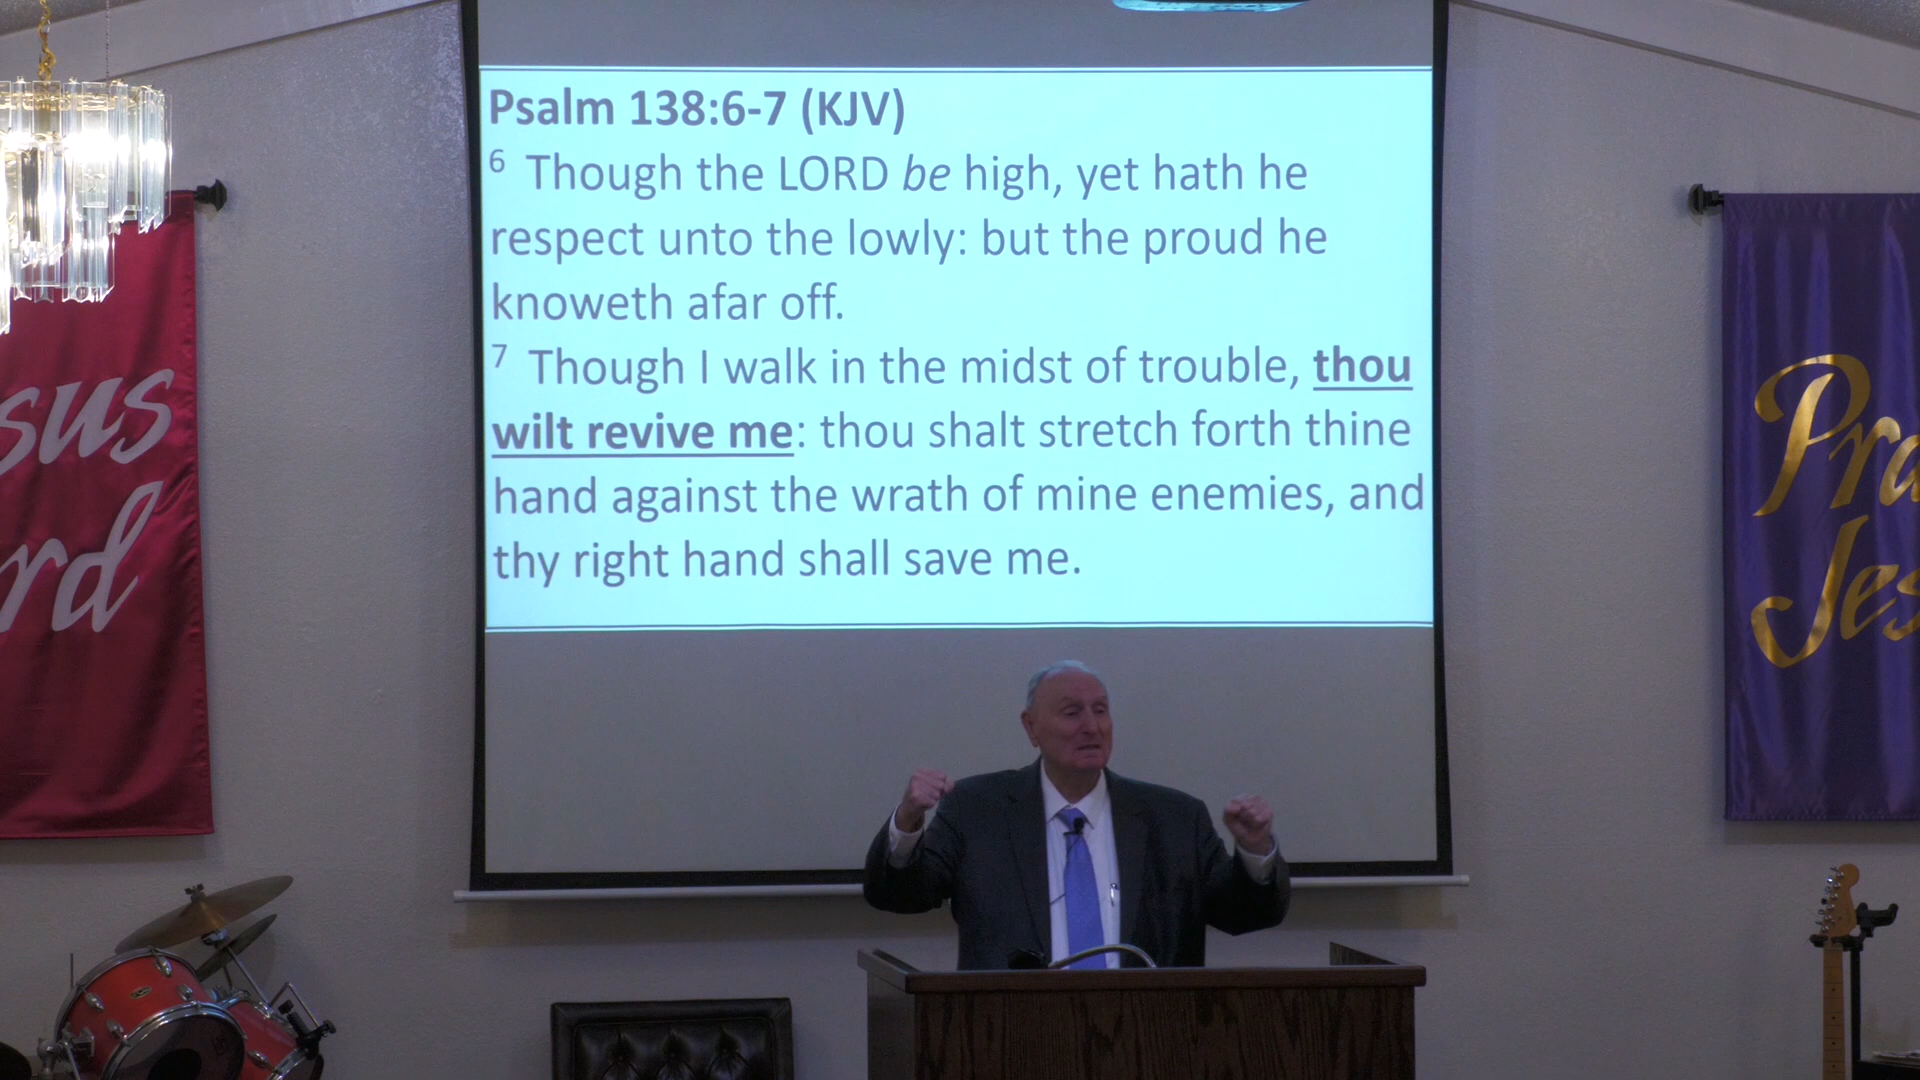 Psalm 138:6-7 (KJV)
6 Though the LORD be high, yet hath he
respect unto the lowly: but the proud he
knoweth afar off.
7 Though I walk in the midst of trouble, thou
wilt revive me: thou shalt stretch forth thine
hand against the wrath of mine enemies, and
thy right hand shall save me.
sus
rd
Pra
Jes